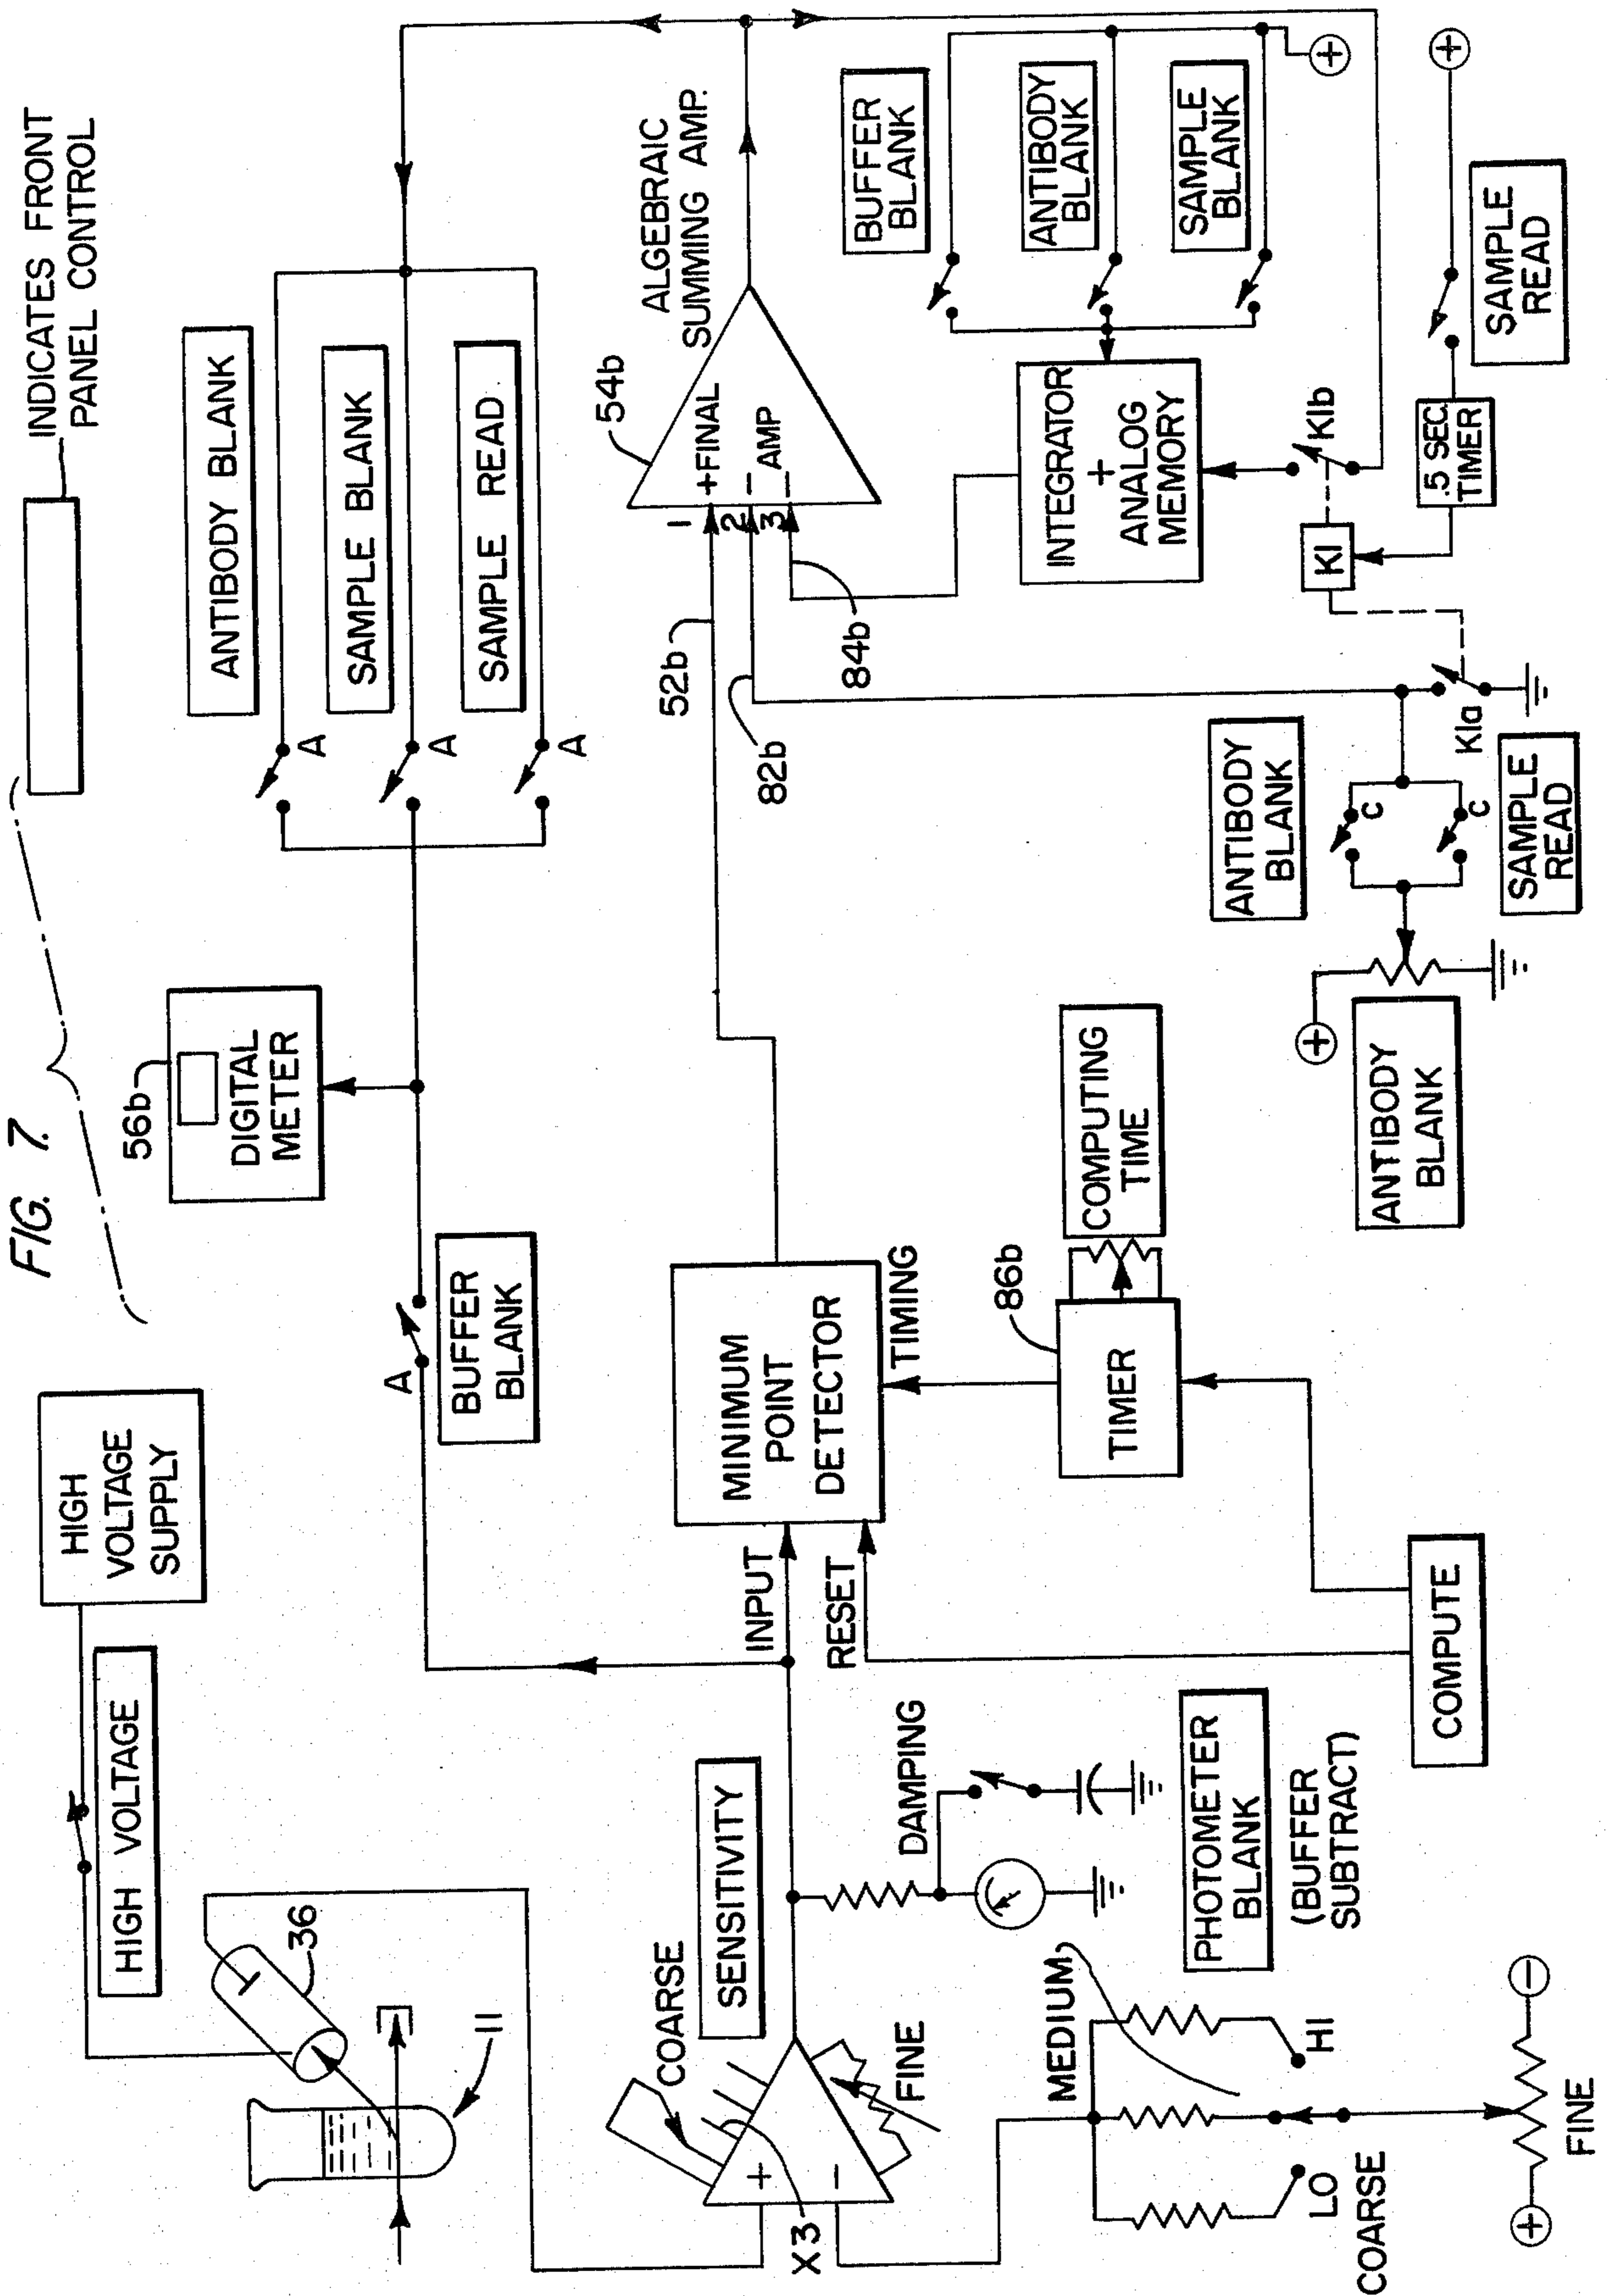 FIG. 7.
INDICATES FRONT
PANEL CONTROL
HIGH
VOLTAGE
SUPPLY
HIGH VOLTAGE
36
11
56b
DIGITAL
METER
A
BUFFER
BLANK
ANTIBODY BLANK
A
SAMPLE BLANK
A
SAMPLE READ
A
COARSE
SENSITIVITY
+
−
X3
FINE
INPUT
RESET
MINIMUM
POINT
DETECTOR
TIMING
52b
82b
84b
54b
1
2
3
+FINAL
− AMP
−
ALGEBRAIC
SUMMING AMP.
BUFFER
BLANK
ANTIBODY
BLANK
SAMPLE
BLANK
+
INTEGRATOR
+
ANALOG
MEMORY
DAMPING
86b
TIMER
COMPUTING
TIME
MEDIUM
HI
LO
COARSE
PHOTOMETER
BLANK
(BUFFER
SUBTRACT)
COMPUTE
+
−
FINE
+
ANTIBODY
BLANK
ANTIBODY
BLANK
C
C
SAMPLE
READ
K1a
K1
K1b
.5 SEC.
TIMER
SAMPLE
READ
+